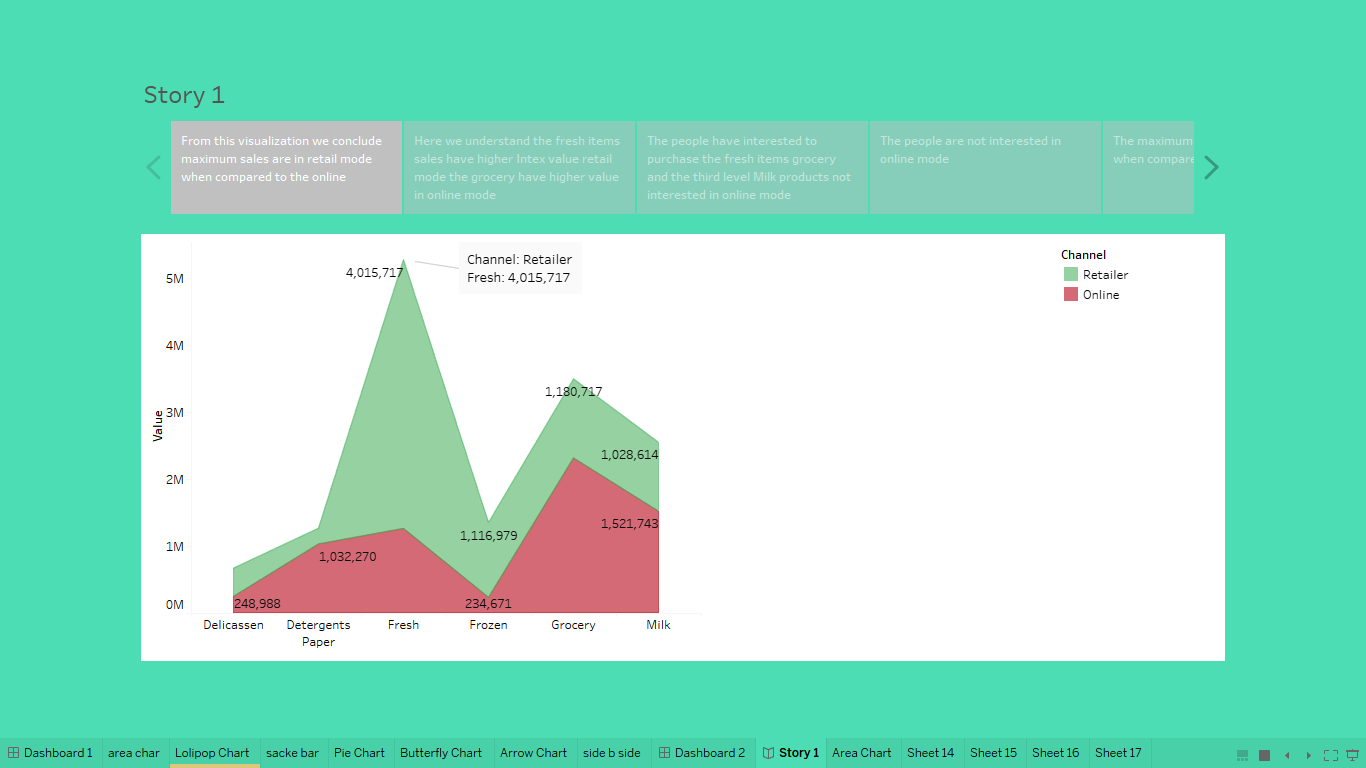 Story 1
From this visualization we conclude
maximum sales are in retail mode
when compared to the online
Here we understand the fresh items
sales have higher Intex value retail
mode the grocery have higher value
in online mode
The people have interested to
purchase the fresh items grocery
and the third level Milk products not
interested in online mode
The people are not interested in
online mode
The maximum
when compare
Channel: Retailer
Fresh: 4,015,717
Channel
Retailer
Online
Value
5M
4M
3M
2M
1M
0M
4,015,717
1,180,717
1,028,614
1,521,743
1,116,979
1,032,270
248,988
234,671
Delicassen
Detergents
Paper
Fresh
Frozen
Grocery
Milk
Dashboard 1
area char
Lolipop Chart
sacke bar
Pie Chart
Butterfly Chart
Arrow Chart
side b side
Dashboard 2
Story 1
Area Chart
Sheet 14
Sheet 15
Sheet 16
Sheet 17